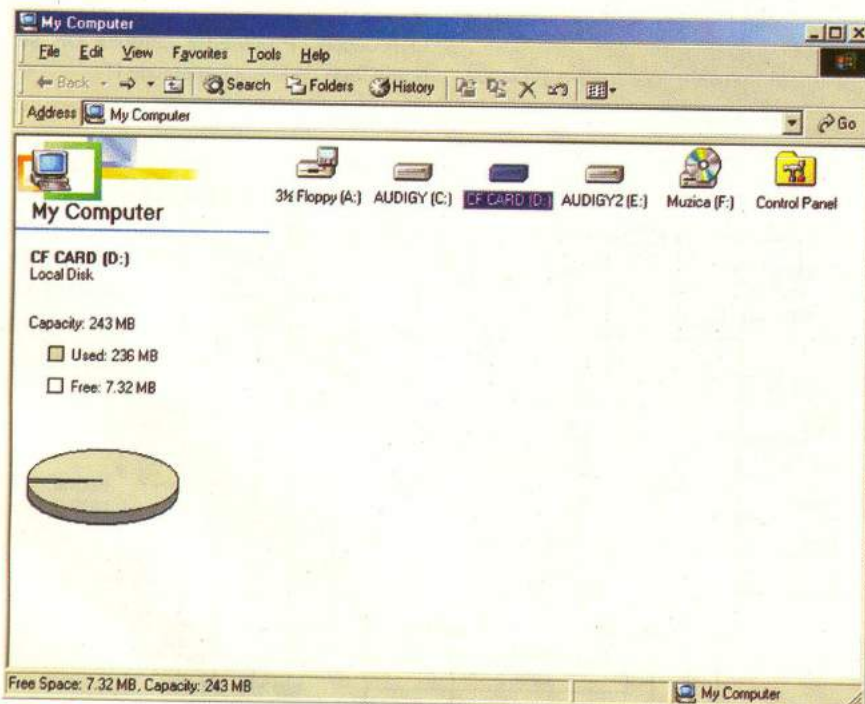 My Computer
File Edit View Favorites Tools Help
Back Search Folders History
Address My Computer Go
3½ Floppy (A:) AUDIGY (C:) CF CARD (D:) AUDIGY2 (E:) Muzica (F:) Control Panel
My Computer
CF CARD (D:)
Local Disk
Capacity: 243 MB
Used: 236 MB
Free: 7.32 MB
Free Space: 7.32 MB, Capacity: 243 MB My Computer